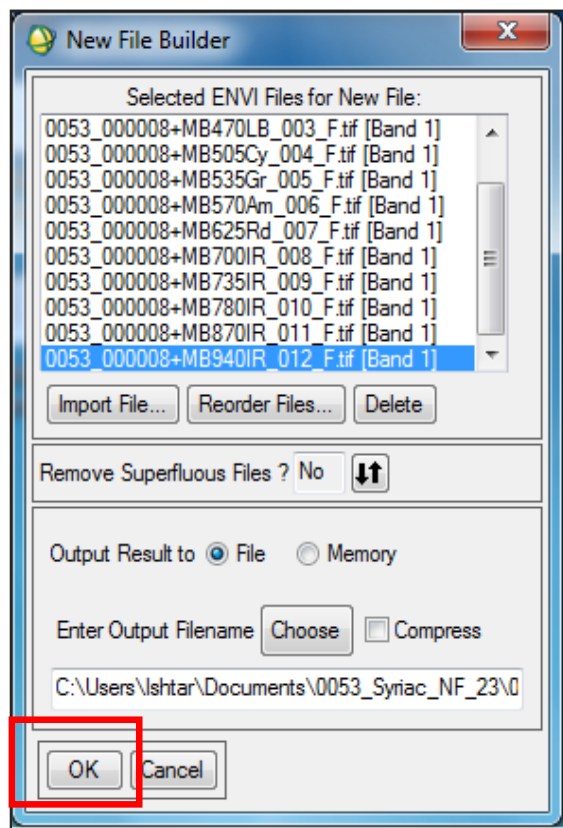 New File Builder
Selected ENVI Files for New File:
0053_000008+MB470LB_003_F.tif [Band 1]
0053_000008+MB505Cy_004_F.tif [Band 1]
0053_000008+MB535Gr_005_F.tif [Band 1]
0053_000008+MB570Am_006_F.tif [Band 1]
0053_000008+MB625Rd_007_F.tif [Band 1]
0053_000008+MB700IR_008_F.tif [Band 1]
0053_000008+MB735IR_009_F.tif [Band 1]
0053_000008+MB780IR_010_F.tif [Band 1]
0053_000008+MB870IR_011_F.tif [Band 1]
0053_000008+MB940IR_012_F.tif [Band 1]
Import File... Reorder Files... Delete
Remove Superfluous Files ? No
Output Result to File Memory
Enter Output Filename Choose Compress
C:\Users\Ishtar\Documents\0053_Syriac_NF_23\0
OK Cancel